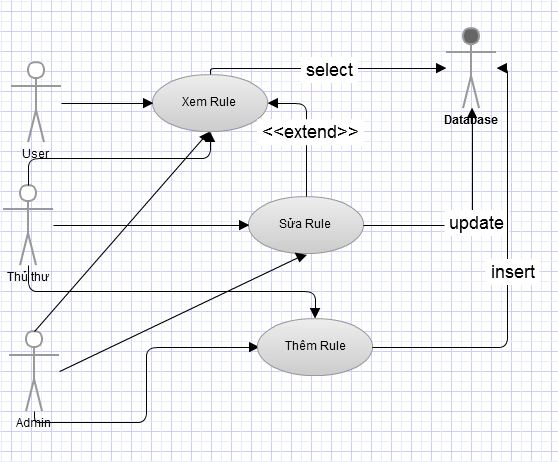 select
Xem Rule
Database
<<extend>>
User
Sửa Rule
update
Thủ thư
insert
Thêm Rule
Admin